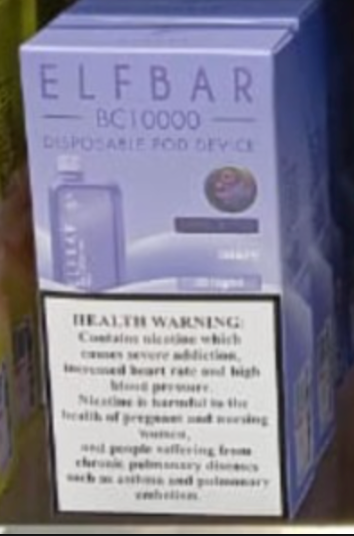 ELFBAR
BC10000
DISPOSABLE POD DEVICE
ELFBAR
GRAPE
HEALTH WARNING:
Contains nicotine which
causes severe addiction,
increased heart rate and high
blood pressure.
Nicotine is harmful to the
health of pregnant and nursing
women,
and people suffering from
chronic pulmonary diseases
such as asthma and pulmonary
embolism.